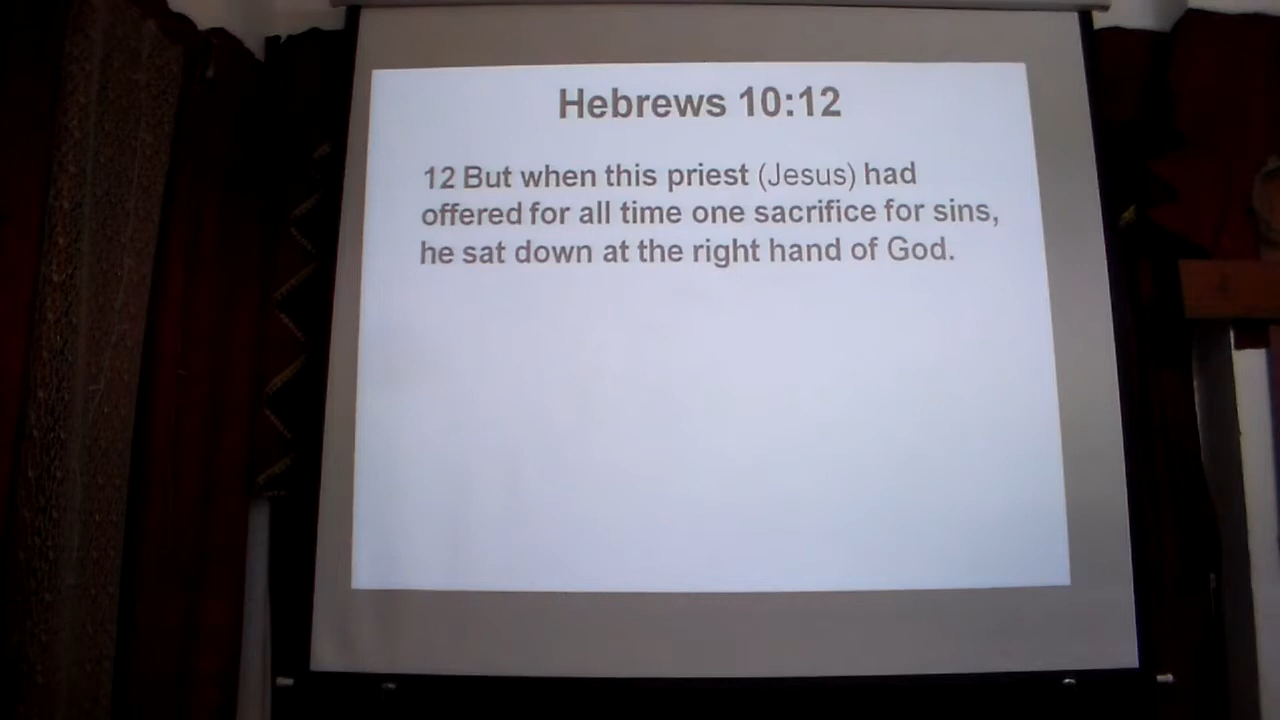 Hebrews 10:12
12 But when this priest (Jesus) had
offered for all time one sacrifice for sins,
he sat down at the right hand of God.